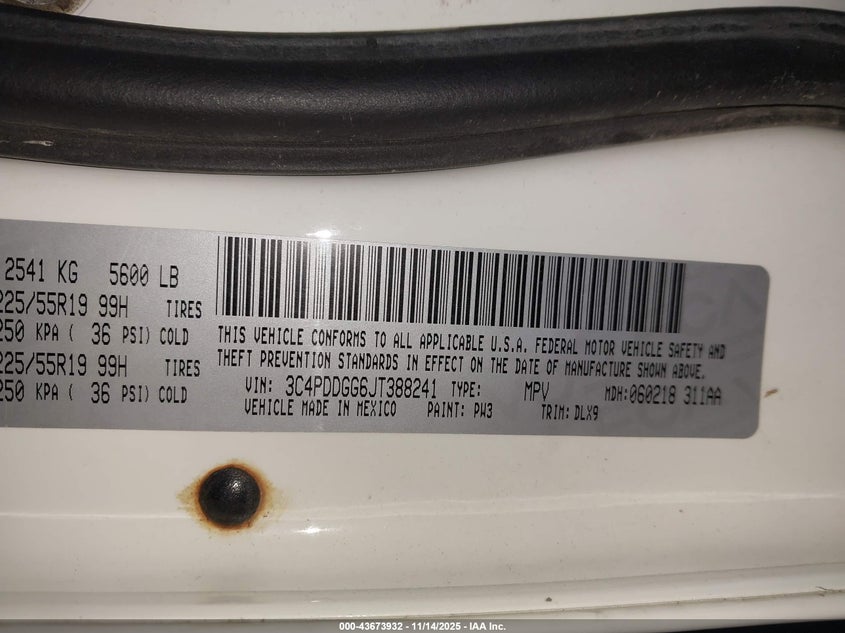 2541 KG 5600 LB
225/55R19 99H TIRES
250 KPA ( 36 PSI) COLD
225/55R19 99H TIRES
250 KPA ( 36 PSI) COLD
THIS VEHICLE CONFORMS TO ALL APPLICABLE U.S.A. FEDERAL MOTOR VEHICLE SAFETY AND
THEFT PREVENTION STANDARDS IN EFFECT ON THE DATE OF MANUFACTURE SHOWN ABOVE.
VIN: 3C4PDDGG6JT388241 TYPE: MPV MDH:060218 311AA
VEHICLE MADE IN MEXICO PAINT: PW3 TRIM: DLX9
000-43673932 - 11/14/2025 - IAA Inc.